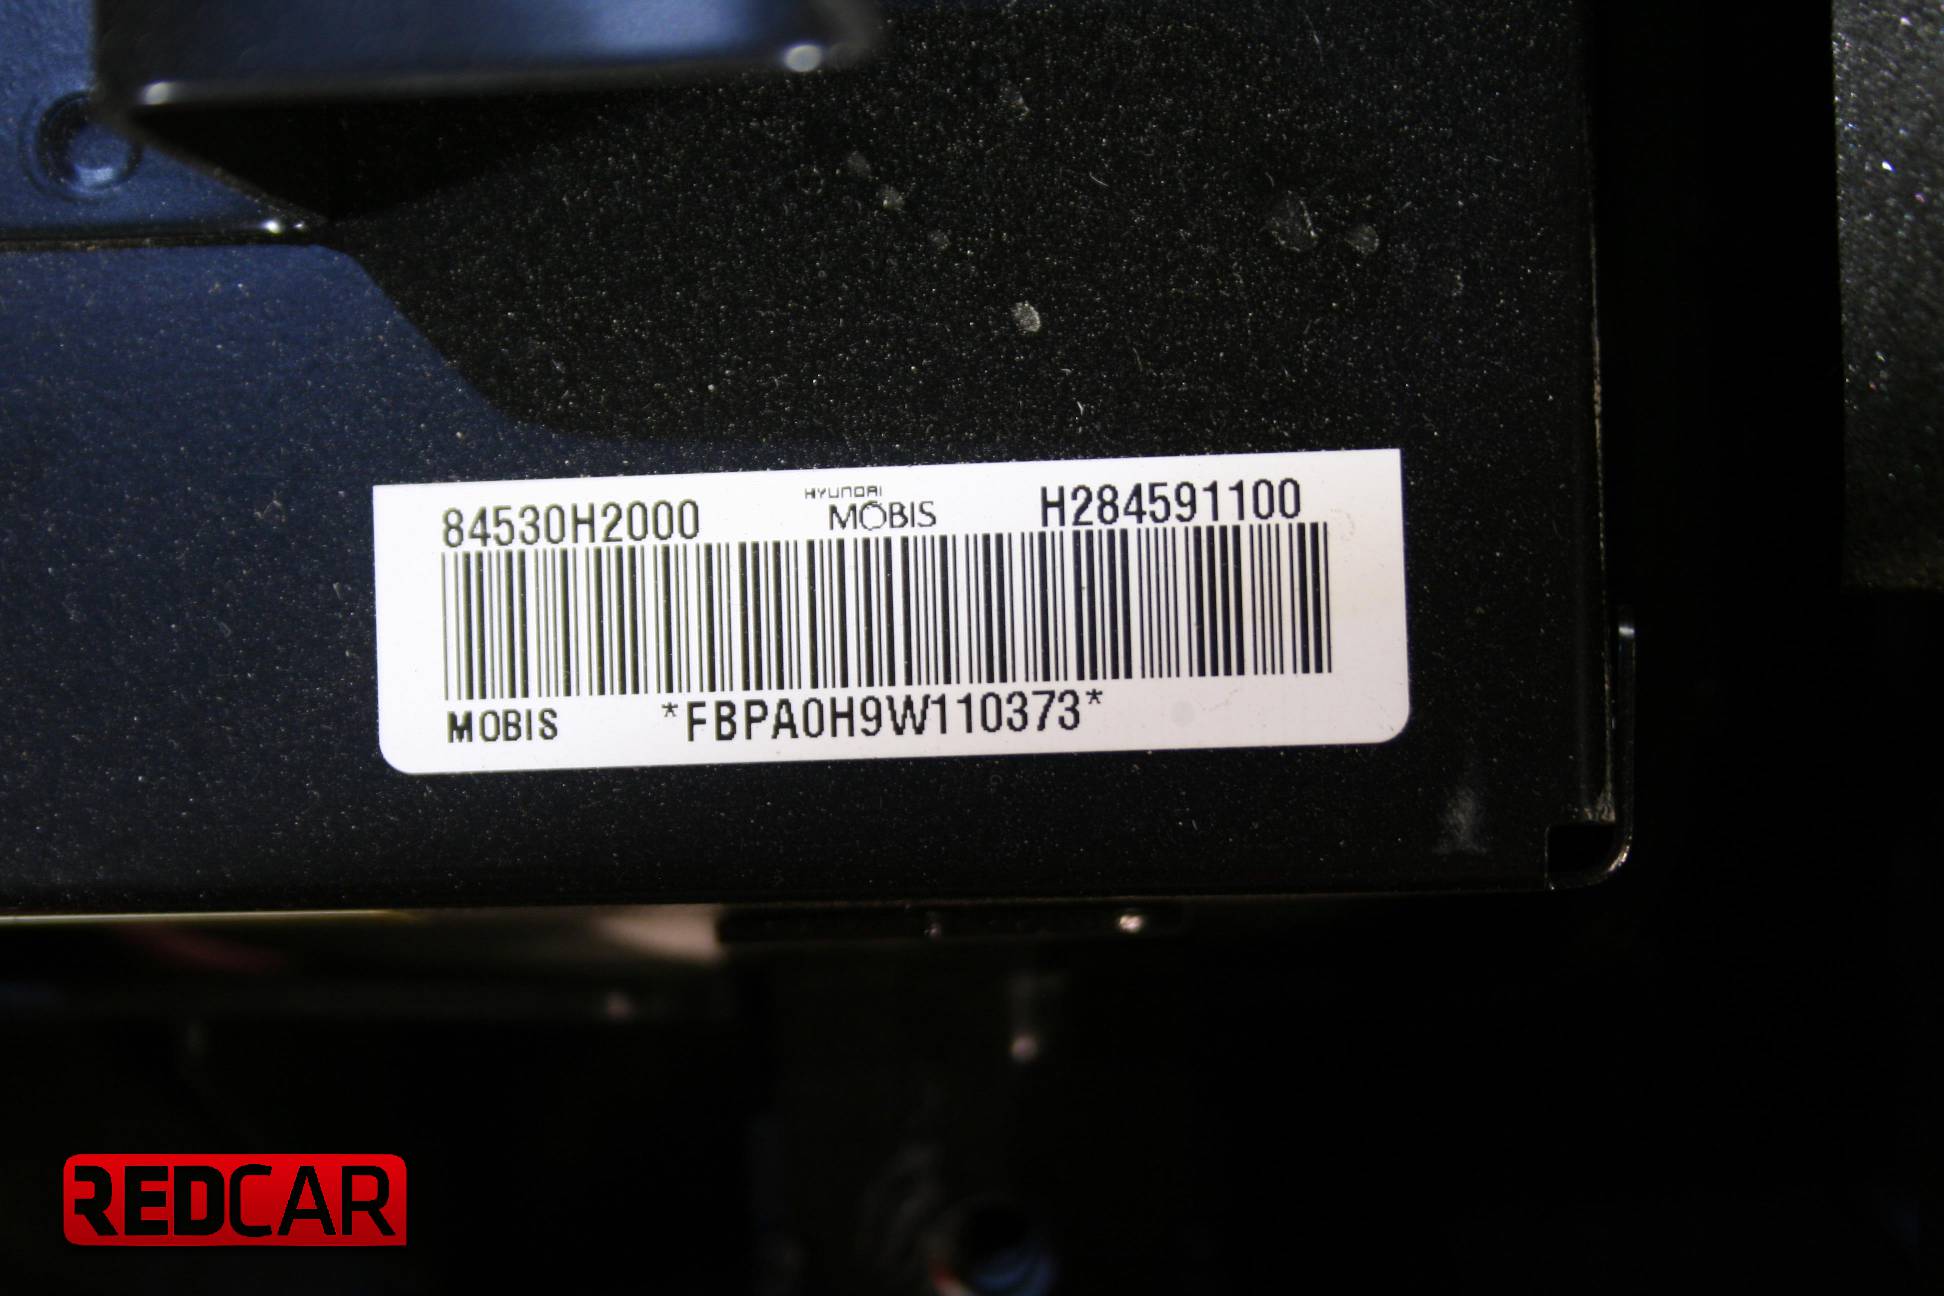 84530H2000 HYUNDAI MOBIS H284591100
MOBIS *FBPA0H9W110373*
REDCAR